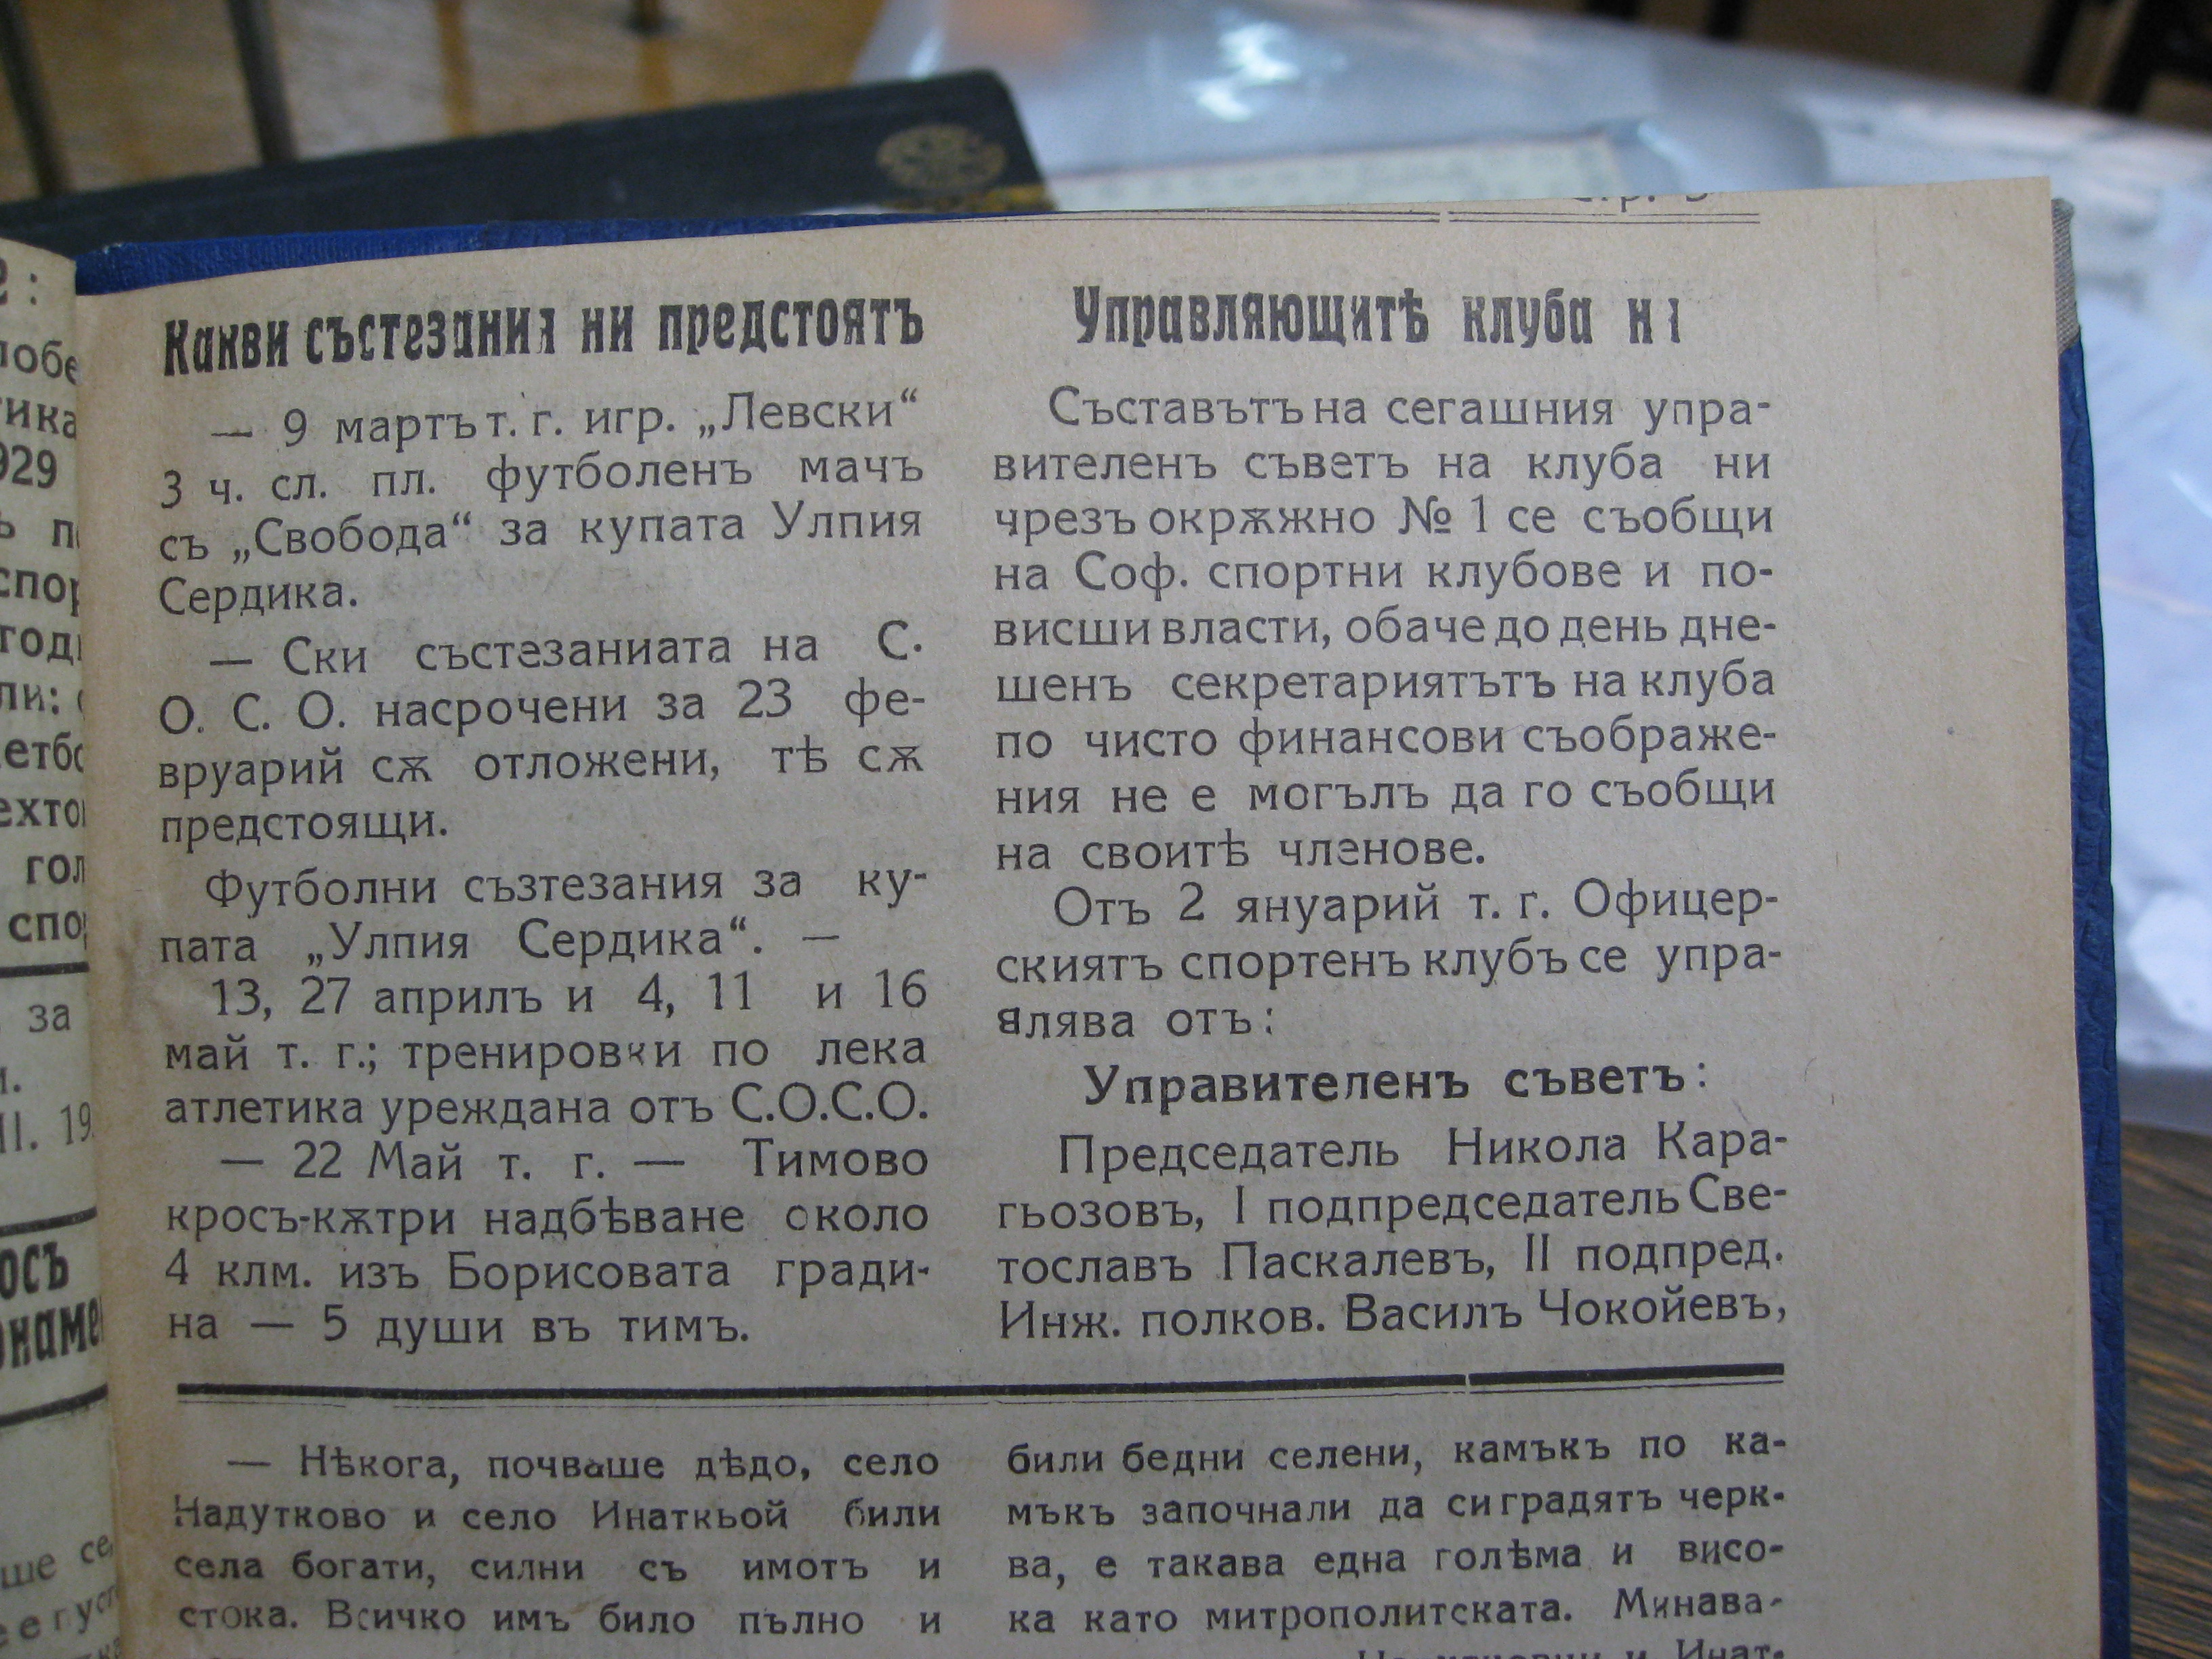 Какви състезания ни предстоятъ
— 9 мартъ т. г. игр. „Левски“
3 ч. сл. пл. футболенъ мачъ
съ „Свобода“ за купата Улпия
Сердика.
— Ски състезаниата на С.
О. С. О. насрочени за 23 фе-
вруарий сѫ отложени, тѣ сѫ
предстоящи.
Футболни съзтезания за ку-
пата „Улпия Сердика“. —
13, 27 априлъ и 4, 11 и 16
май т. г.; тренировки по лека
атлетика уреждана отъ С.О.С.О.
— 22 Май т. г. — Тимово
кросъ-кѫтри надбѣване около
4 клм. изъ Борисовата гради-
на — 5 души въ тимъ.
Управляющитѣ клуба
Съставътъ на сегашния упра-
вителенъ съветъ на клуба ни
чрезъ окрѫжно № 1 се съобщи
на Соф. спортни клубове и по-
висши власти, обаче до день дне-
шенъ секретариятътъ на клуба
по чисто финансови съображе-
ния не е могълъ да го съобщи
на своитѣ членове.
Отъ 2 януарий т. г. Офицер-
скиятъ спортенъ клубъ се упра-
влява отъ:
Управителенъ съветъ:
Председатель Никола Кара-
гьозовъ, I подпредседатель Све-
тославъ Паскалевъ, II подпред.
Инж. полков. Василъ Чокойевъ,
— Нѣкога, почваше дѣдо, село
Надутково и село Инаткьой били
села богати, силни съ имотъ и
стока. Всичко имъ било пълно и
били бедни селени, камъкъ по ка-
мъкъ започнали да си градятъ черк-
ва, е такава една голѣма и висо-
ка като митрополитската. Минава-